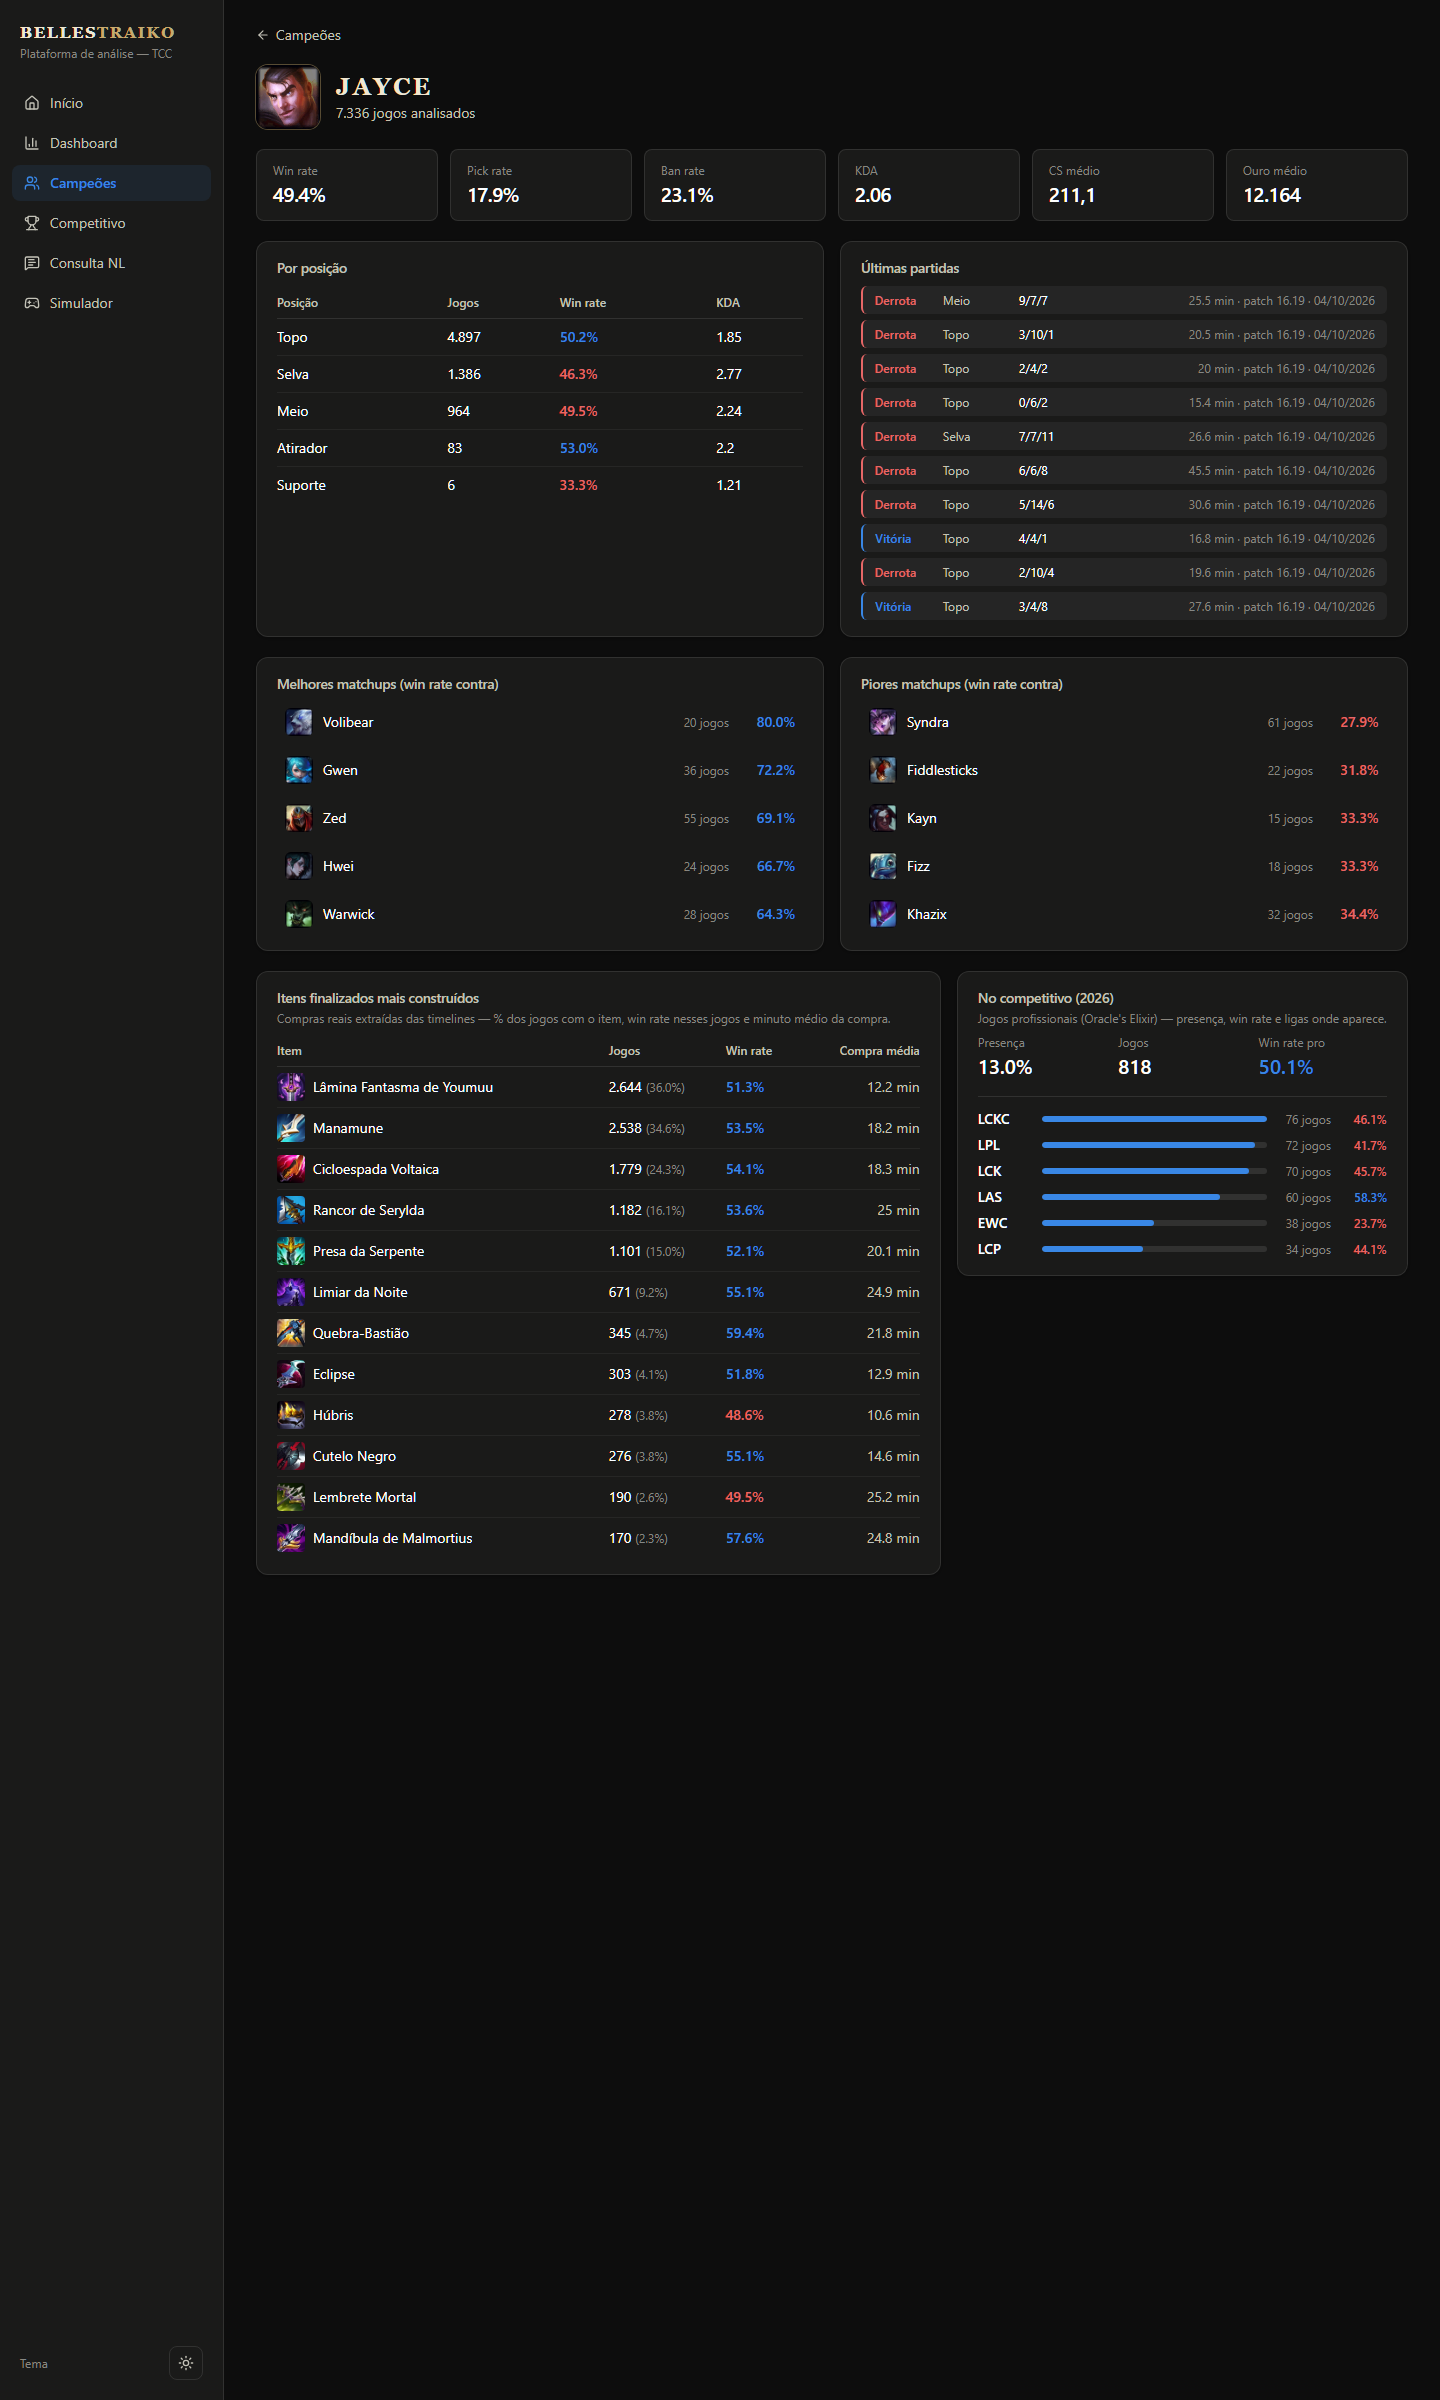 BELLESTRAIKO
Plataforma de análise — TCC
Início
Dashboard
Campeões
Competitivo
Consulta NL
Simulador
Tema
← Campeões
JAYCE
7.336 jogos analisados
Win rate
49.4%
Pick rate
17.9%
Ban rate
23.1%
KDA
2.06
CS médio
211,1
Ouro médio
12.164
Por posição
Posição Jogos Win rate KDA
Topo 4.897 50.2% 1.85
Selva 1.386 46.3% 2.77
Meio 964 49.5% 2.24
Atirador 83 53.0% 2.2
Suporte 6 33.3% 1.21
Últimas partidas
Derrota Meio 9/7/7 25.5 min · patch 16.19 · 04/10/2026
Derrota Topo 3/10/1 20.5 min · patch 16.19 · 04/10/2026
Derrota Topo 2/4/2 20 min · patch 16.19 · 04/10/2026
Derrota Topo 0/6/2 15.4 min · patch 16.19 · 04/10/2026
Derrota Selva 7/7/11 26.6 min · patch 16.19 · 04/10/2026
Derrota Topo 6/6/8 45.5 min · patch 16.19 · 04/10/2026
Derrota Topo 5/14/6 30.6 min · patch 16.19 · 04/10/2026
Vitória Topo 4/4/1 16.8 min · patch 16.19 · 04/10/2026
Derrota Topo 2/10/4 19.6 min · patch 16.19 · 04/10/2026
Vitória Topo 3/4/8 27.6 min · patch 16.19 · 04/10/2026
Melhores matchups (win rate contra)
Volibear 20 jogos 80.0%
Gwen 36 jogos 72.2%
Zed 55 jogos 69.1%
Hwei 24 jogos 66.7%
Warwick 28 jogos 64.3%
Piores matchups (win rate contra)
Syndra 61 jogos 27.9%
Fiddlesticks 22 jogos 31.8%
Kayn 15 jogos 33.3%
Fizz 18 jogos 33.3%
Khazix 32 jogos 34.4%
Itens finalizados mais construídos
Compras reais extraídas das timelines — % dos jogos com o item, win rate nesses jogos e minuto médio da compra.
Item Jogos Win rate Compra média
Lâmina Fantasma de Youmuu 2.644 (36.0%) 51.3% 12.2 min
Manamune 2.538 (34.6%) 53.5% 18.2 min
Cicloespada Voltaica 1.779 (24.3%) 54.1% 18.3 min
Rancor de Serylda 1.182 (16.1%) 53.6% 25 min
Presa da Serpente 1.101 (15.0%) 52.1% 20.1 min
Limiar da Noite 671 (9.2%) 55.1% 24.9 min
Quebra-Bastião 345 (4.7%) 59.4% 21.8 min
Eclipse 303 (4.1%) 51.8% 12.9 min
Húbris 278 (3.8%) 48.6% 10.6 min
Cutelo Negro 276 (3.8%) 55.1% 14.6 min
Lembrete Mortal 190 (2.6%) 49.5% 25.2 min
Mandíbula de Malmortius 170 (2.3%) 57.6% 24.8 min
No competitivo (2026)
Jogos profissionais (Oracle's Elixir) — presença, win rate e ligas onde aparece.
Presença Jogos Win rate pro
13.0% 818 50.1%
LCKC 76 jogos 46.1%
LPL 72 jogos 41.7%
LCK 70 jogos 45.7%
LAS 60 jogos 58.3%
EWC 38 jogos 23.7%
LCP 34 jogos 44.1%